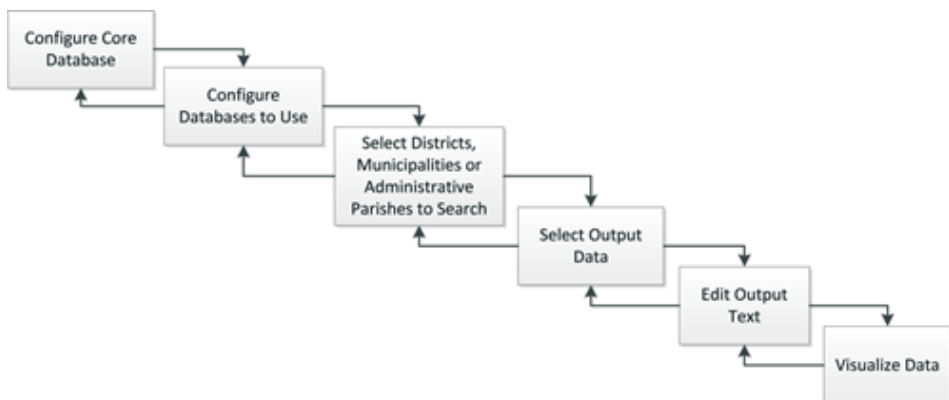 Configure Core
Database
Configure
Databases to Use
Select Districts,
Municipalities or
Administrative
Parishes to Search
Select Output
Data
Edit Output
Text
Visualize Data